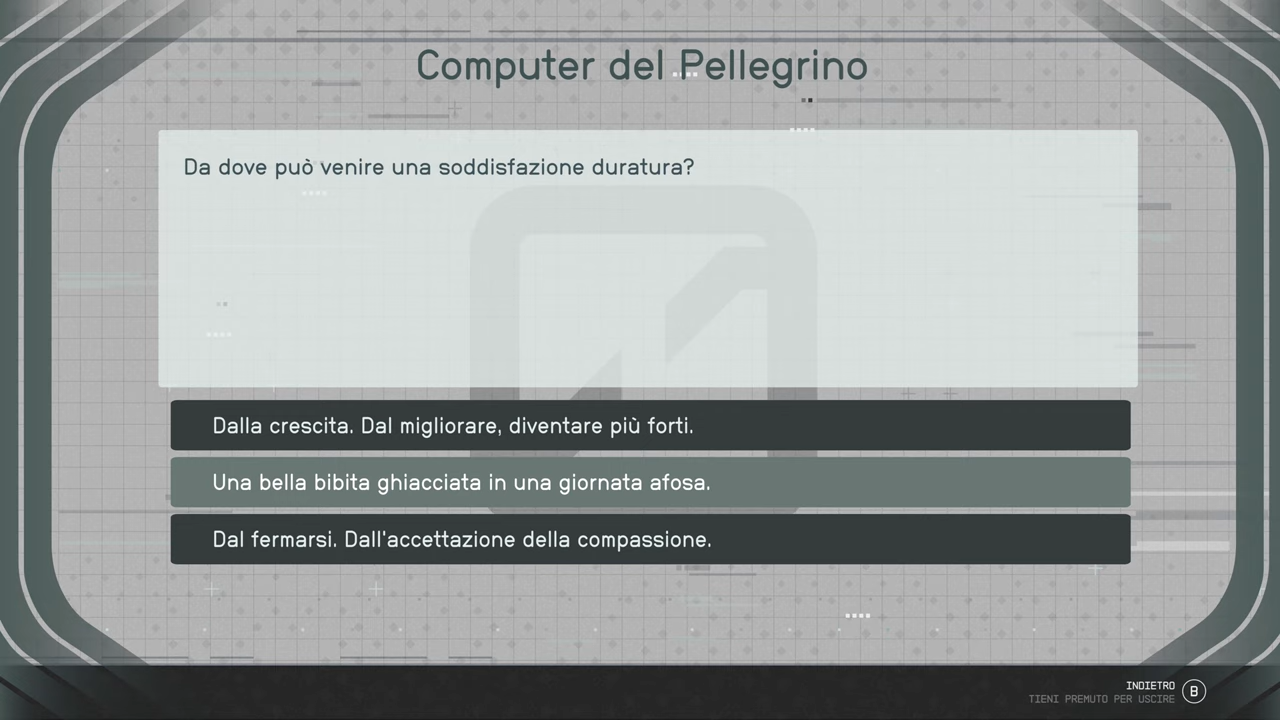 Computer del Pellegrino
Da dove può venire una soddisfazione duratura?
Dalla crescita. Dal migliorare, diventare più forti.
Una bella bibita ghiacciata in una giornata afosa.
Dal fermarsi. Dall'accettazione della compassione.
INDIETRO
B
TIENI PREMUTO PER USCIRE